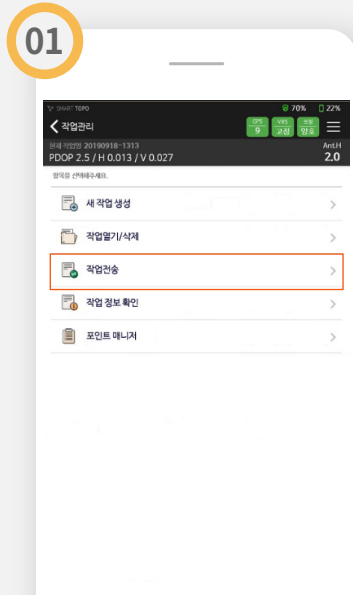 01
SMART TOPO 70% 22%
작업관리 GPS 9 VRS 고정 양호
현재 작업명 20190918-1313 Ant.H
PDOP 2.5 / H 0.013 / V 0.027 2.0
항목을 선택해주세요.
새 작업 생성
작업열기/삭제
작업전송
작업 정보 확인
포인트 매니저